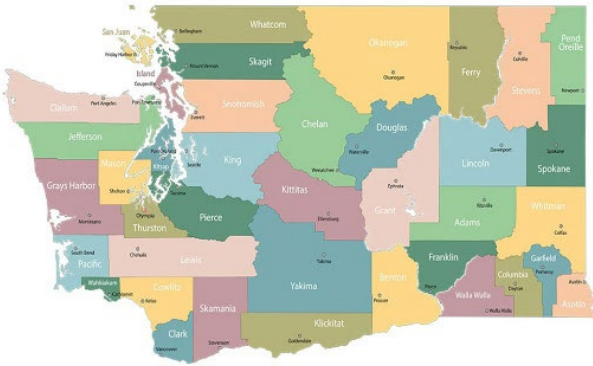 Whatcom
Bellingham
San Juan
Friday Harbor
Okanogan
Okanogan
Republic
Ferry
Colville
Stevens
Pend
Oreille
Newport
Skagit
Mount Vernon
Island
Coupeville
Clallam
Port Angeles
Port Townsend
Snohomish
Everett
Chelan
Douglas
Waterville
Wenatchee
Jefferson
Kitsap
King
Seattle
Lincoln
Davenport
Spokane
Spokane
Grays Harbor
Montesano
Mason
Shelton
Tacoma
Pierce
Kittitas
Ellensburg
Ephrata
Grant
Ritzville
Adams
Whitman
Colfax
Olympia
Thurston
South Bend
Pacific
Chehalis
Lewis
Yakima
Yakima
Benton
Prosser
Franklin
Pasco
Walla Walla
Walla Walla
Columbia
Dayton
Garfield
Pomeroy
Asotin
Asotin
Wahkiakum
Cathlamet
Cowlitz
Kelso
Skamania
Stevenson
Clark
Vancouver
Klickitat
Goldendale